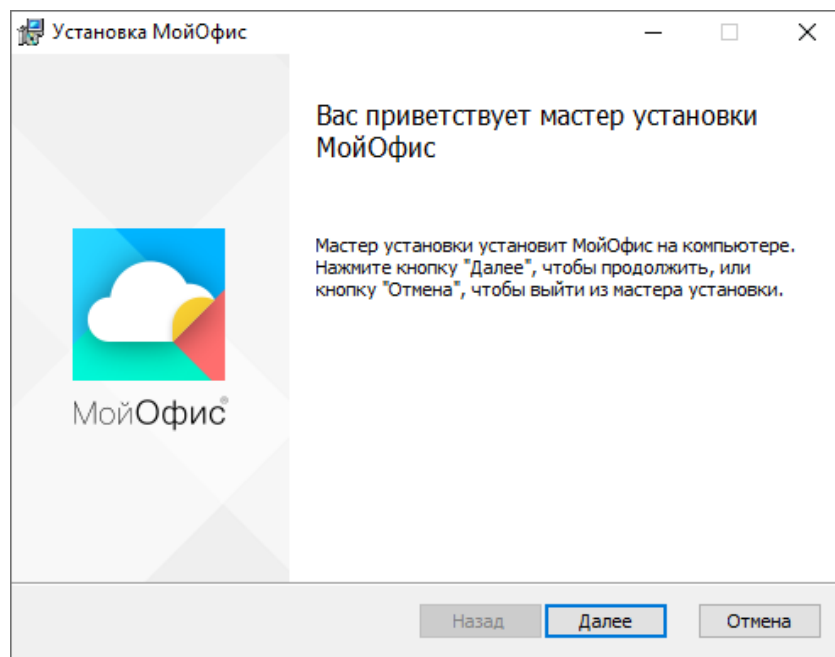 Установка МойОфис
Вас приветствует мастер установки
МойОфис
Мастер установки установит МойОфис на компьютере.
Нажмите кнопку "Далее", чтобы продолжить, или
кнопку "Отмена", чтобы выйти из мастера установки.
МойОфис®
Назад
Далее
Отмена